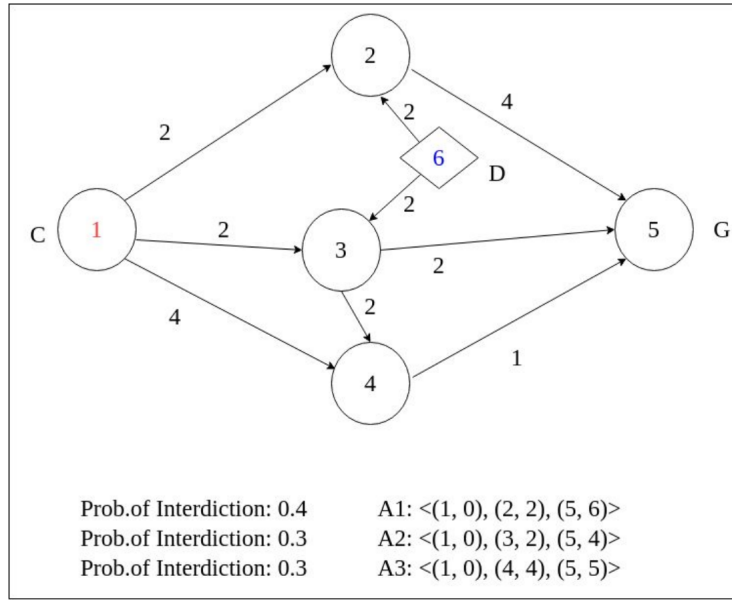 2
4
2
2
6
D
2
C
1
2
3
2
5
G
4
2
4
1
Prob.of Interdiction: 0.4 A1: <(1, 0), (2, 2), (5, 6)>
Prob.of Interdiction: 0.3 A2: <(1, 0), (3, 2), (5, 4)>
Prob.of Interdiction: 0.3 A3: <(1, 0), (4, 4), (5, 5)>